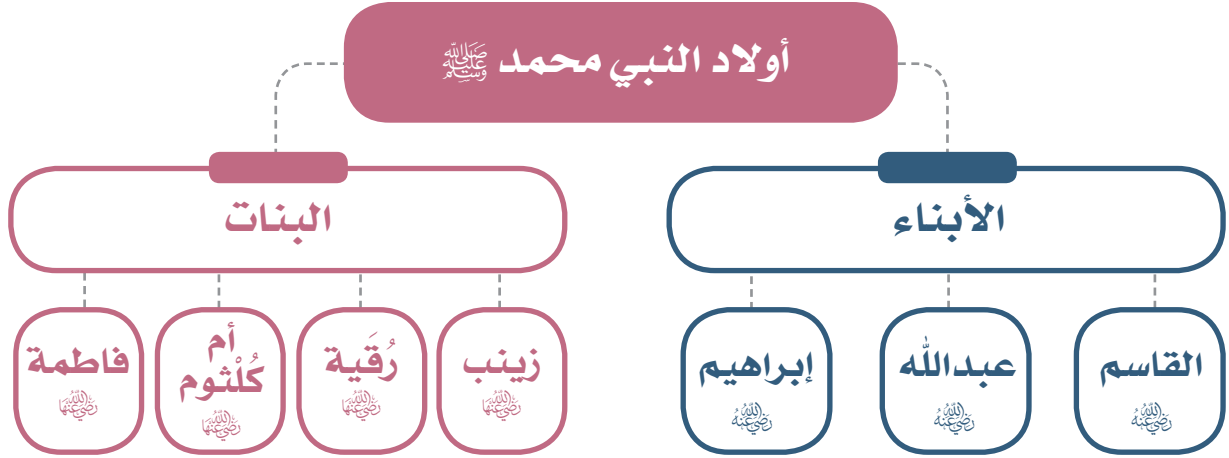 أولاد النبي محمد ﷺ
الأبناء
القاسم
رضي الله عنه
عبدالله
رضي الله عنه
إبراهيم
رضي الله عنه
البنات
زينب
رضي الله عنها
رُقَية
رضي الله عنها
أم
كُلْثوم
رضي الله عنها
فاطمة
رضي الله عنها